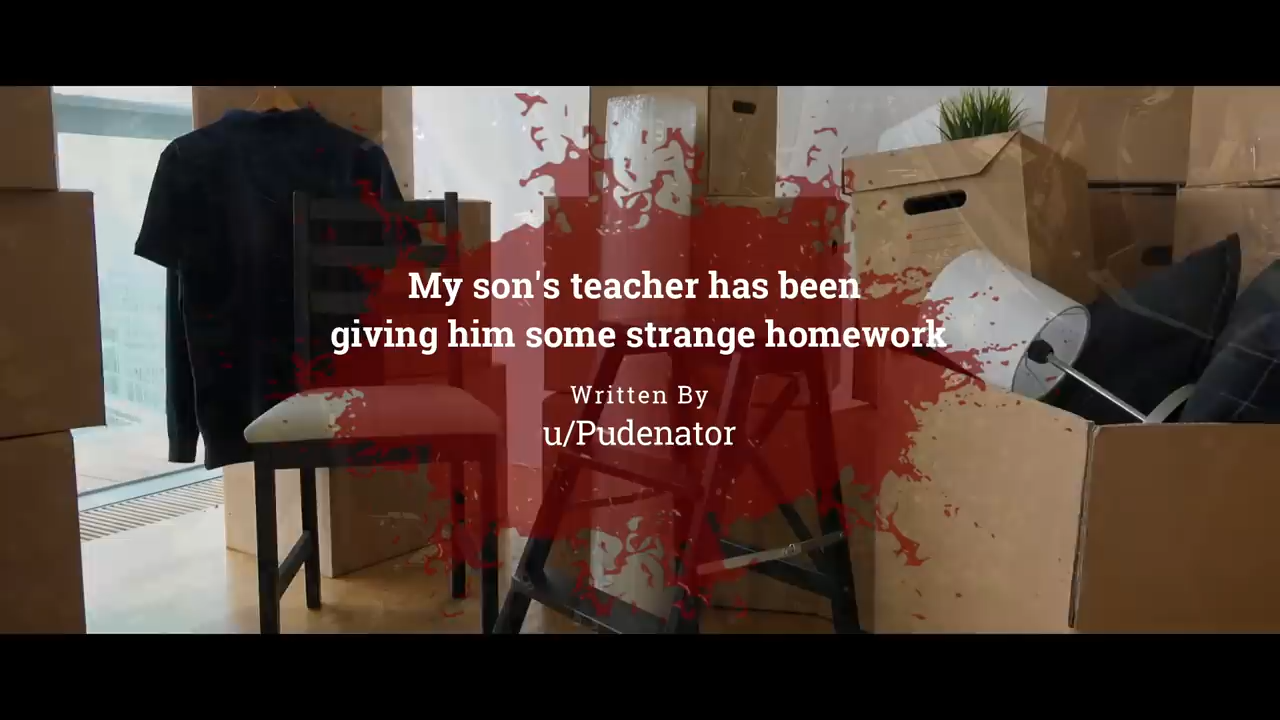 My son's teacher has been
giving him some strange homework
Written By
u/Pudenator